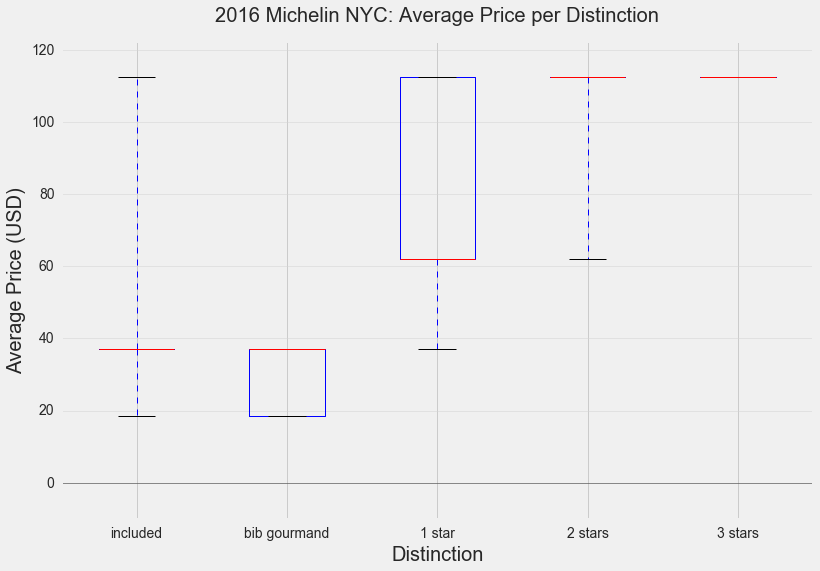 2016 Michelin NYC: Average Price per Distinction
120
100
80
60
40
20
0
Average Price (USD)
included bib gourmand 1 star 2 stars 3 stars
Distinction